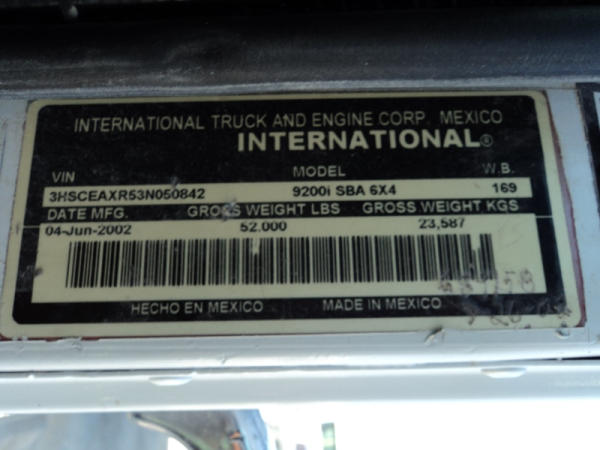 INTERNATIONAL TRUCK AND ENGINE CORP. MEXICO
INTERNATIONAL®
VIN MODEL W.B.
3HSCEAXR53N050842 9200i SBA 6X4 169
DATE MFG. GROSS WEIGHT LBS GROSS WEIGHT KGS
04-Jun-2002 52,000 23,587
HECHO EN MEXICO MADE IN MEXICO